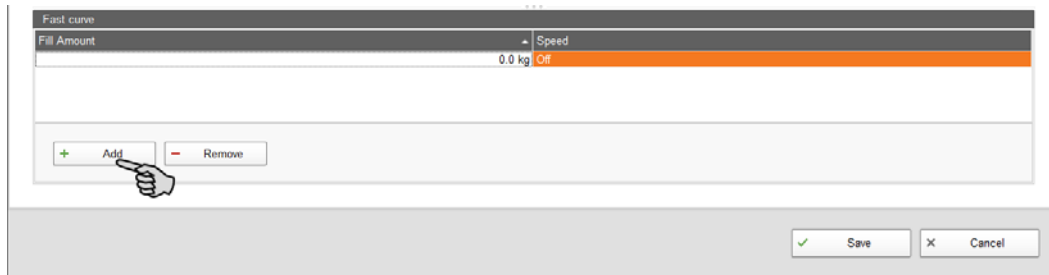 Fast curve
Fill Amount Speed
0.0 kg Off
+ Add − Remove
✓ Save × Cancel